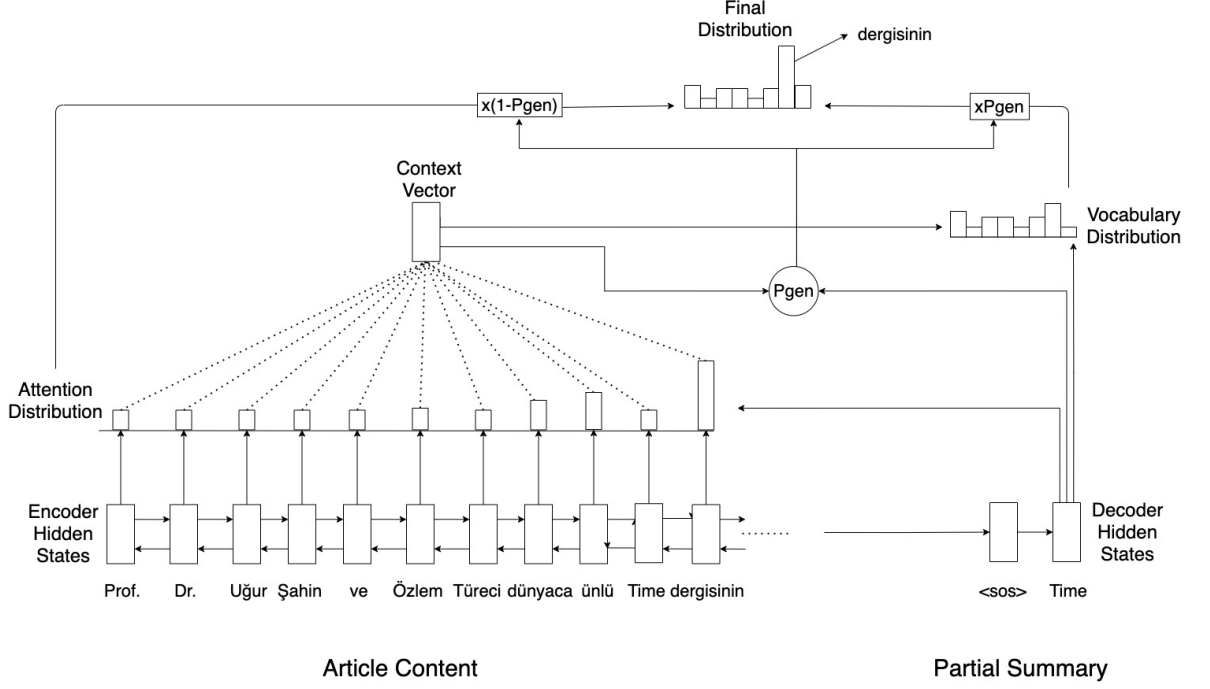 Final
Distribution
dergisinin
x(1-Pgen)
xPgen
Context
Vector
Vocabulary
Distribution
Pgen
Attention
Distribution
Encoder
Hidden
States
Decoder
Hidden
States
Prof. Dr. Uğur Şahin ve Özlem Türeci dünyaca ünlü Time dergisinin
<sos> Time
Article Content
Partial Summary